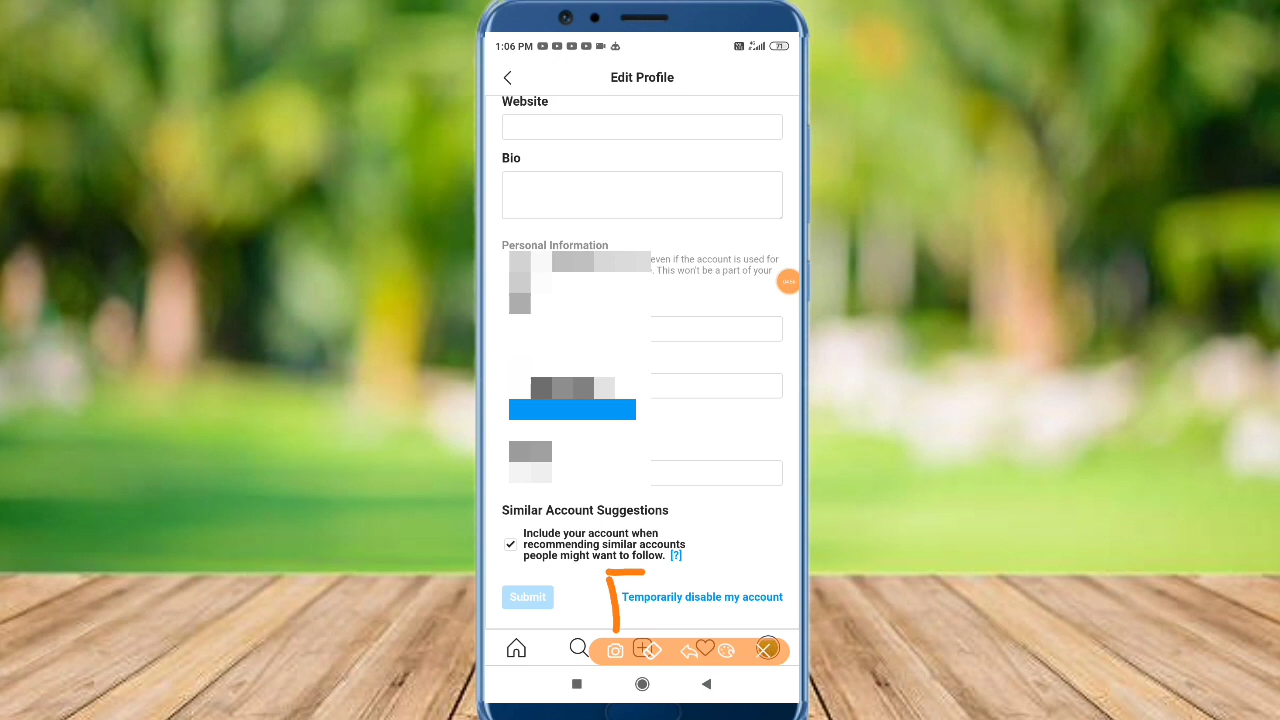 1:06 PM
71
Edit Profile
Website
Bio
Personal Information
even if the account is used for
. This won't be a part of your
Similar Account Suggestions
Include your account when
recommending similar accounts
people might want to follow. [?]
Submit
Temporarily disable my account